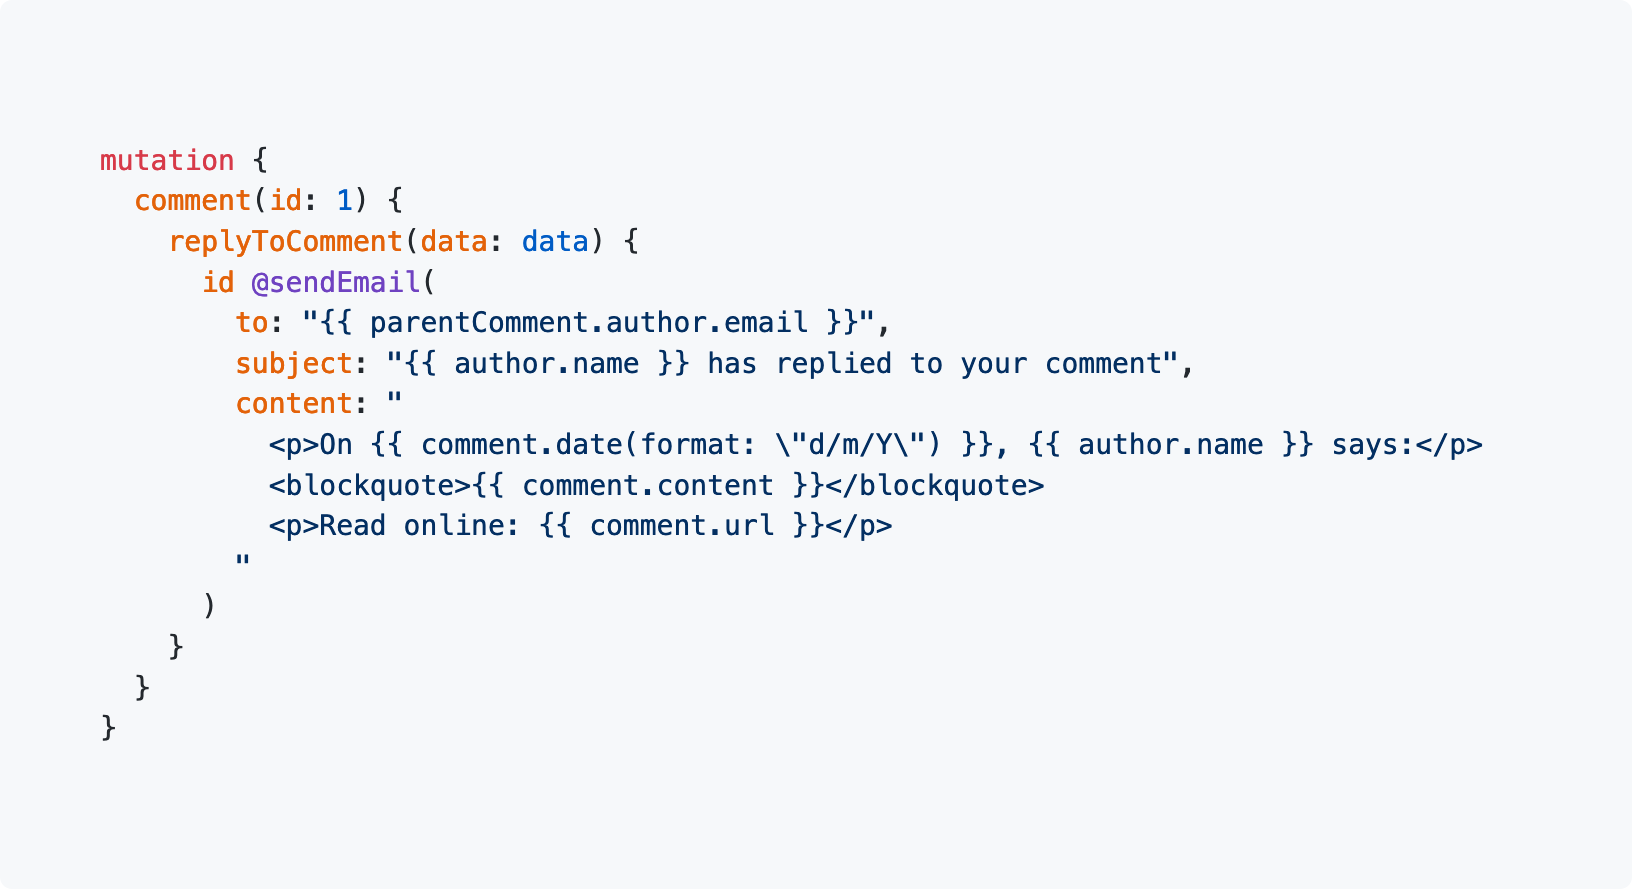 mutation {
  comment(id: 1) {
    replyToComment(data: data) {
      id @sendEmail(
        to: "{{ parentComment.author.email }}",
        subject: "{{ author.name }} has replied to your comment",
        content: "
          <p>On {{ comment.date(format: \"d/m/Y\") }}, {{ author.name }} says:</p>
          <blockquote>{{ comment.content }}</blockquote>
          <p>Read online: {{ comment.url }}</p>
        "
      )
    }
  }
}